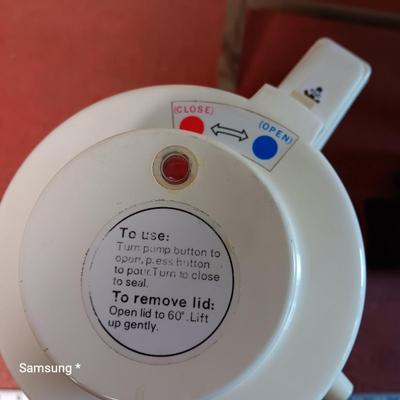 (CLOSE)
(OPEN)
To use:
Turn pump button to
open, press button
to pour. Turn to close
to seal.
To remove lid:
Open lid to 60°. Lift
up gently.
Samsung *